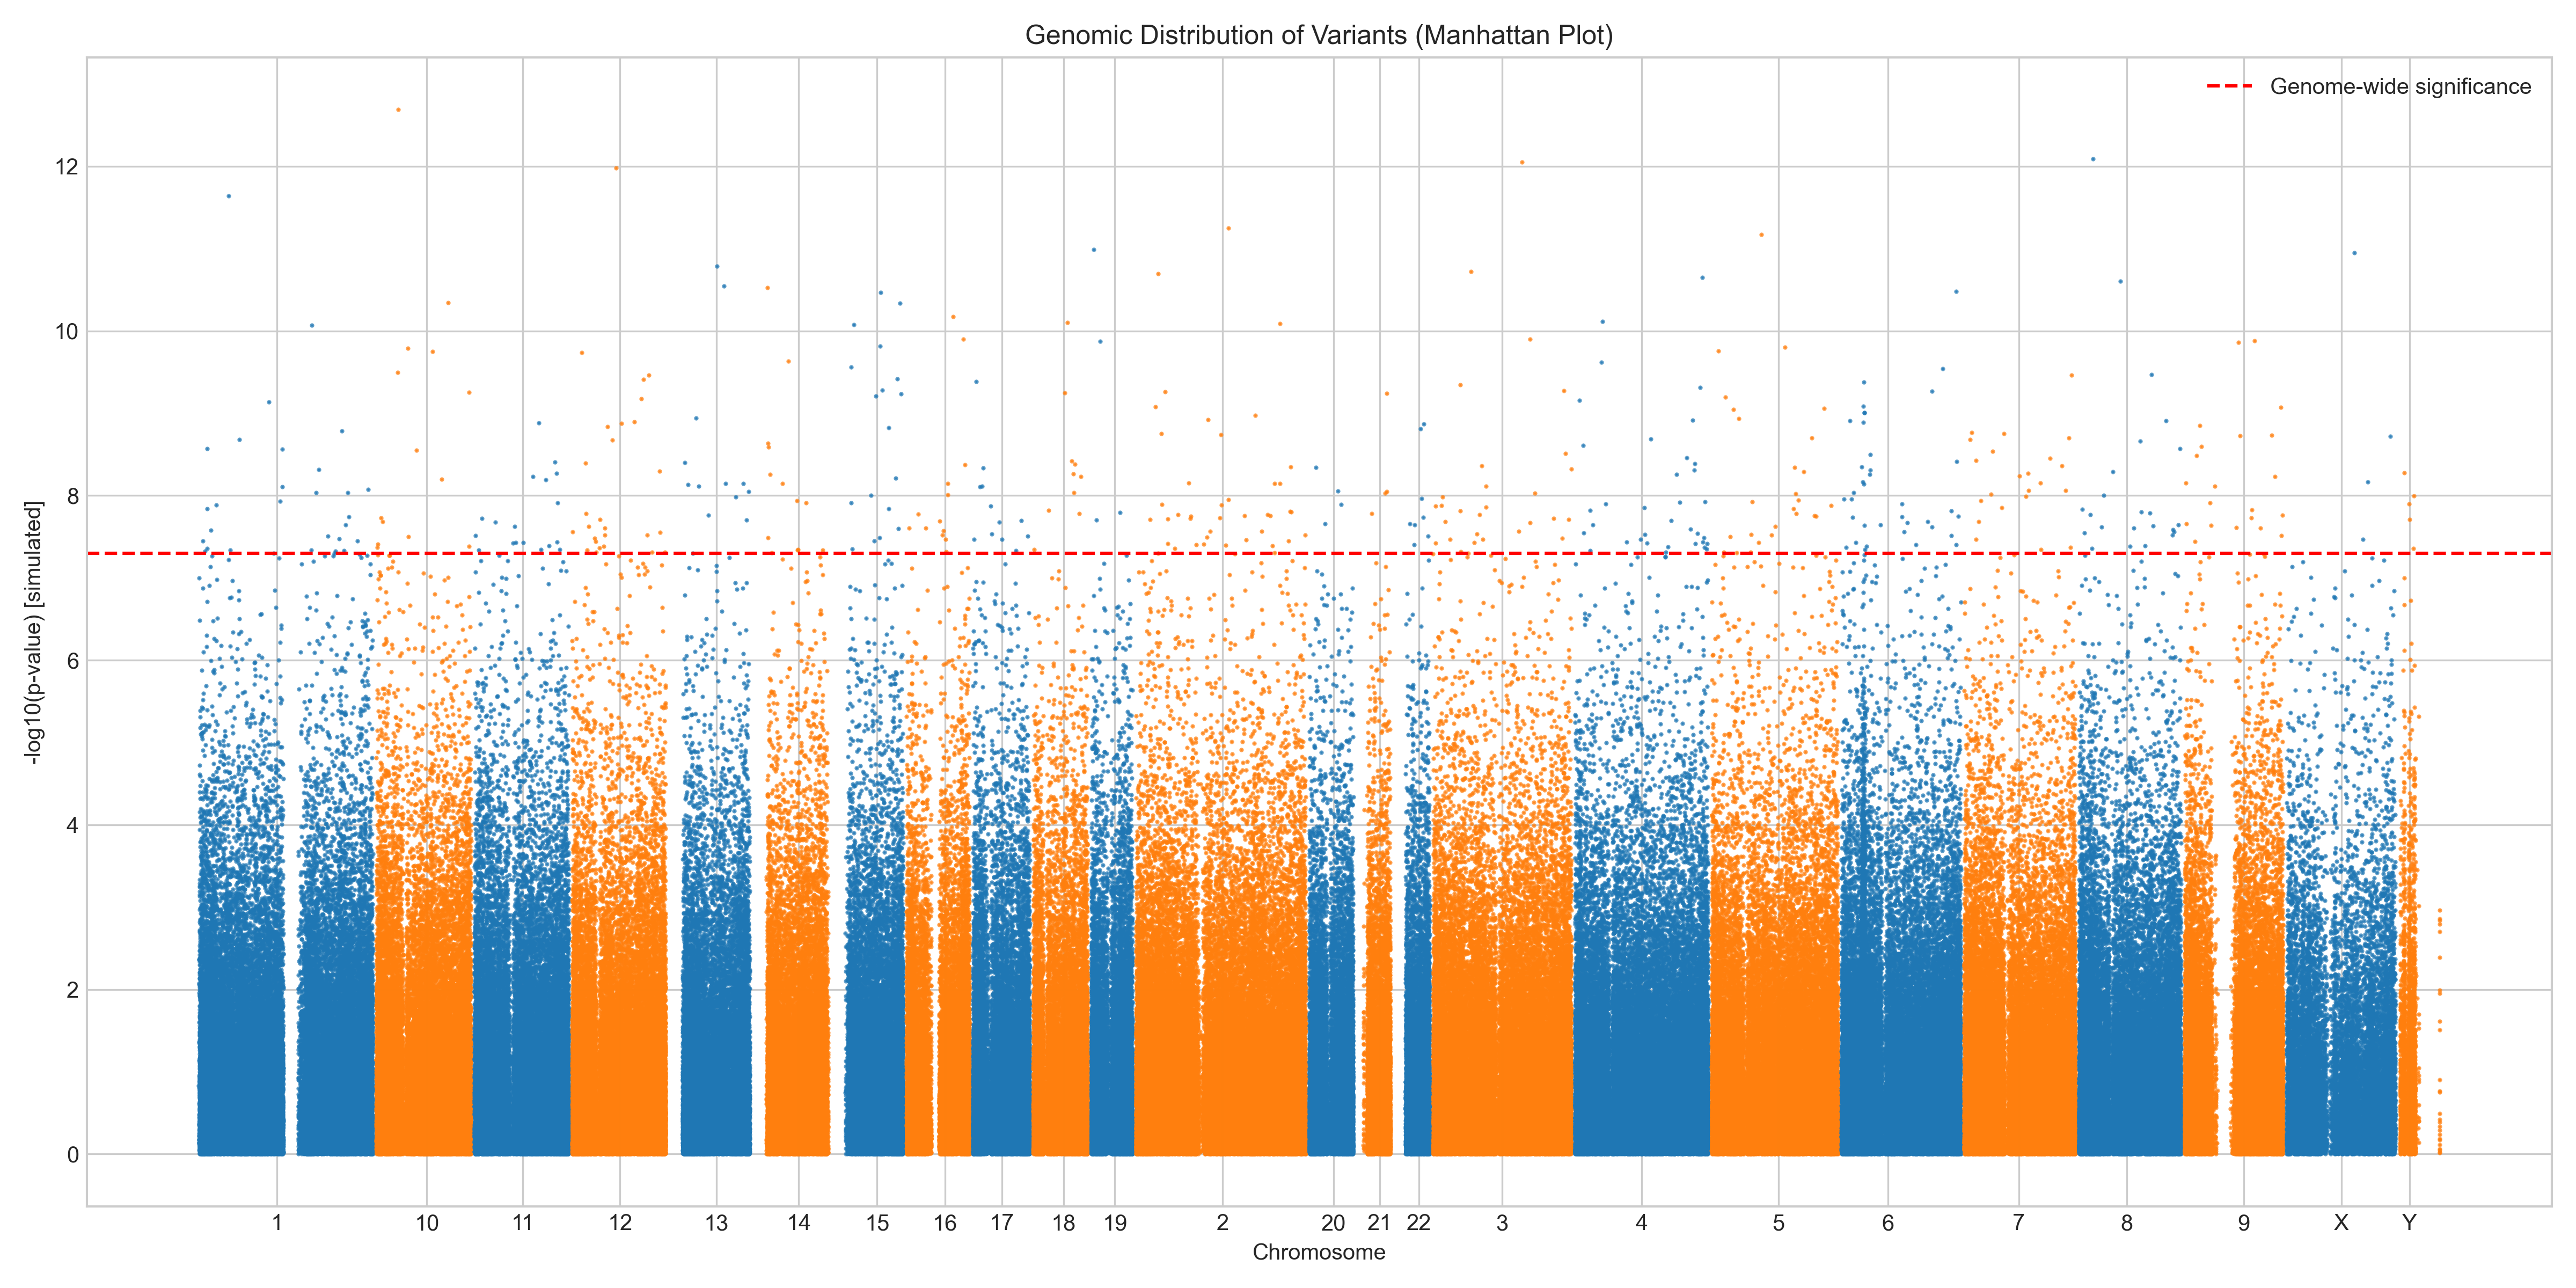 Genomic Distribution of Variants (Manhattan Plot)
Genome-wide significance
-log10(p-value) [simulated]
12
10
8
6
4
2
0
1 10 11 12 13 14 15 16 17 18 19 2 20 21 22 3 4 5 6 7 8 9 X Y
Chromosome